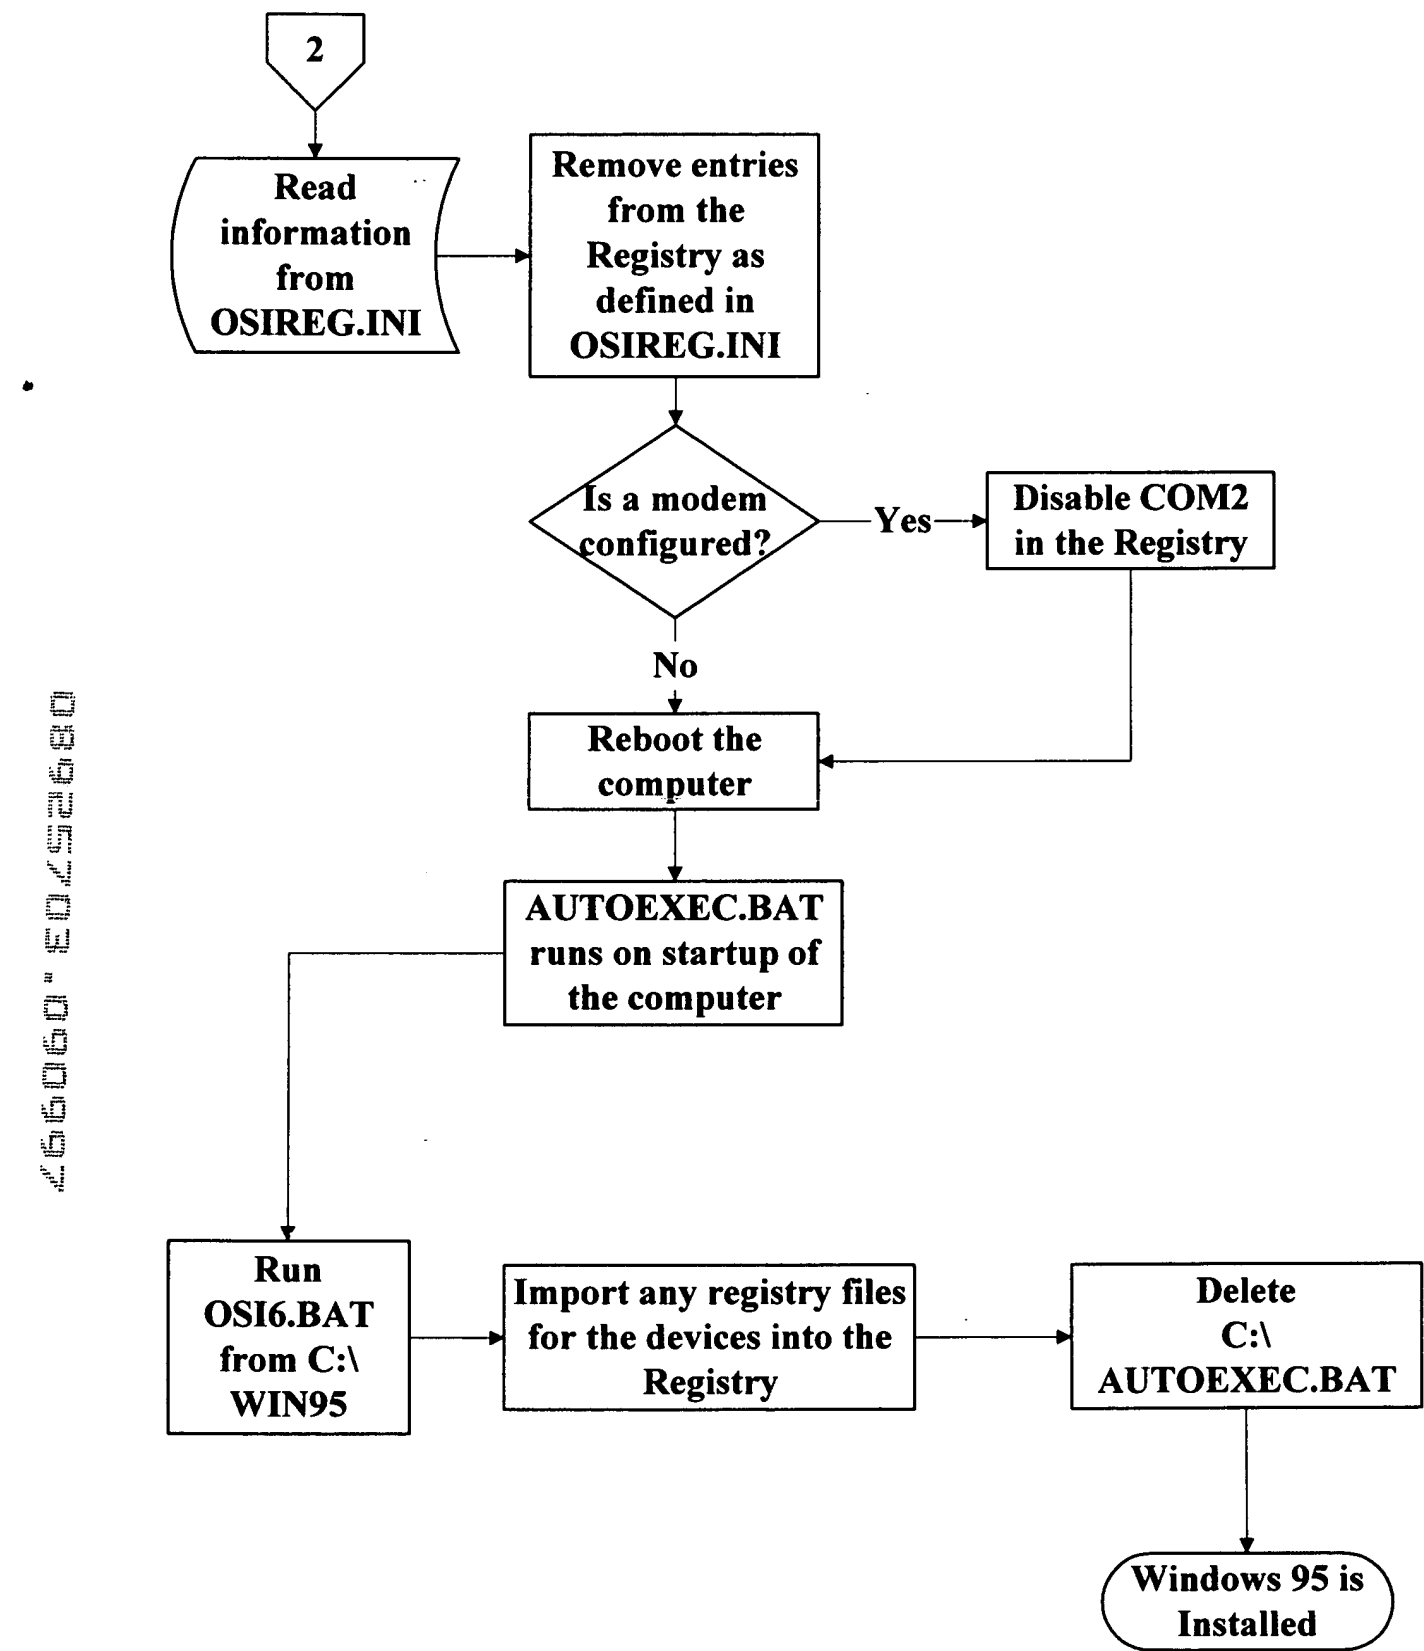 2
Read
information
from
OSIREG.INI
Remove entries
from the
Registry as
defined in
OSIREG.INI
Is a modem
configured?
Yes
Disable COM2
in the Registry
No
Reboot the
computer
AUTOEXEC.BAT
runs on startup of
the computer
Run
OSI6.BAT
from C:\
WIN95
Import any registry files
for the devices into the
Registry
Delete
C:\
AUTOEXEC.BAT
Windows 95 is
Installed
08925703.090997